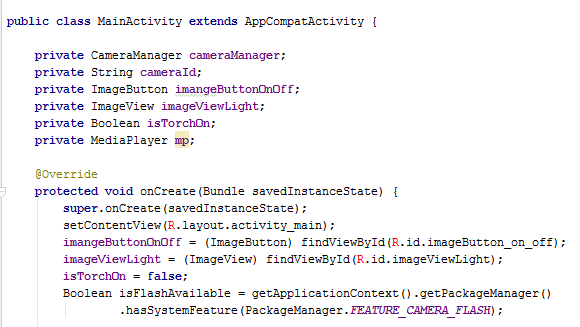 public class MainActivity extends AppCompatActivity {
private CameraManager cameraManager;
private String cameraId;
private ImageButton imangeButtonOnOff;
private ImageView imageViewLight;
private Boolean isTorchOn;
private MediaPlayer mp;
@Override
protected void onCreate(Bundle savedInstanceState) {
super.onCreate(savedInstanceState);
setContentView(R.layout.activity_main);
imangeButtonOnOff = (ImageButton) findViewById(R.id.imageButton_on_off);
imageViewLight = (ImageView) findViewById(R.id.imageViewLight);
isTorchOn = false;
Boolean isFlashAvailable = getApplicationContext().getPackageManager()
.hasSystemFeature(PackageManager.FEATURE_CAMERA_FLASH);